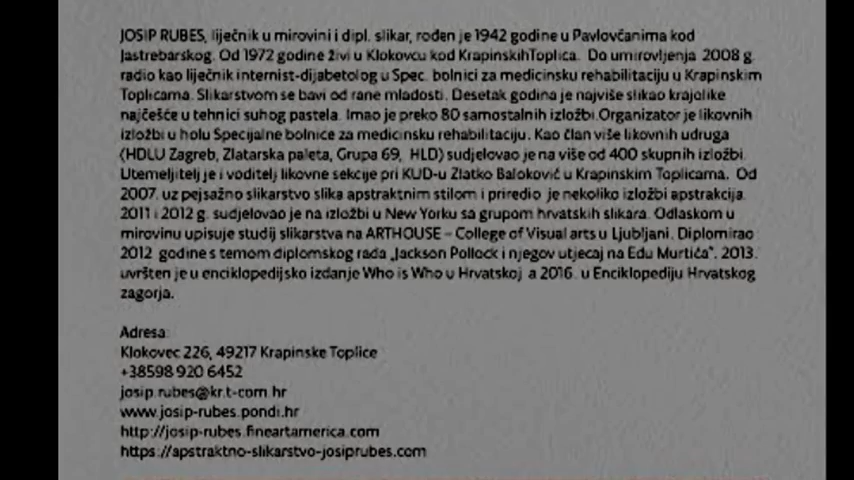 JOSIP RUBES, liječnik u mirovini i dipl. slikar, rođen je 1942 godine u Pavlovčanima kod
Jastrebarskog. Od 1972 godine živi u Klokovcu kod KrapinskihToplica. Do umirovljenja 2008 g.
radio kao liječnik internist-dijabetolog u Spec. bolnici za medicinsku rehabilitaciju u Krapinskim
Toplicama. Slikarstvom se bavi od rane mladosti. Desetak godina je najviše slikao krajolike
najčešće u tehnici suhog pastela. Imao je preko 80 samostalnih izložbi.Organizator je likovnih
izložbi u holu Specijalne bolnice za medicinsku rehabilitaciju. Kao član više likovnih udruga
(HDLU Zagreb, Zlatarska paleta, Grupa 69, HLD) sudjelovao je na više od 400 skupnih izložbi.
Utemeljitelj je i voditelj likovne sekcije pri KUD-u Zlatko Baloković u Krapinskim Toplicama. Od
2007. uz pejsažno slikarstvo slika apstraktnim stilom i priredio je nekoliko izložbi apstrakcija.
2011 i 2012 g. sudjelovao je na izložbi u New Yorku sa grupom hrvatskih slikara. Odlaskom u
mirovinu upisuje studij slikarstva na ARTHOUSE – College of Visual arts u Ljubljani. Diplomirao
2012 godine s temom diplomskog rada „Jackson Pollock i njegov utjecaj na Edu Murtića". 2013.
uvršten je u enciklopedijsko izdanje Who is Who u Hrvatskoj a 2016. u Enciklopediju Hrvatskog
zagorja.
Adresa:
Klokovec 226, 49217 Krapinske Toplice
+38598 920 6452
josip.rubes@kr.t-com.hr
www.josip-rubes.pondi.hr
http://josip-rubes.fineartamerica.com
https://apstraktno-slikarstvo-josiprubes.com